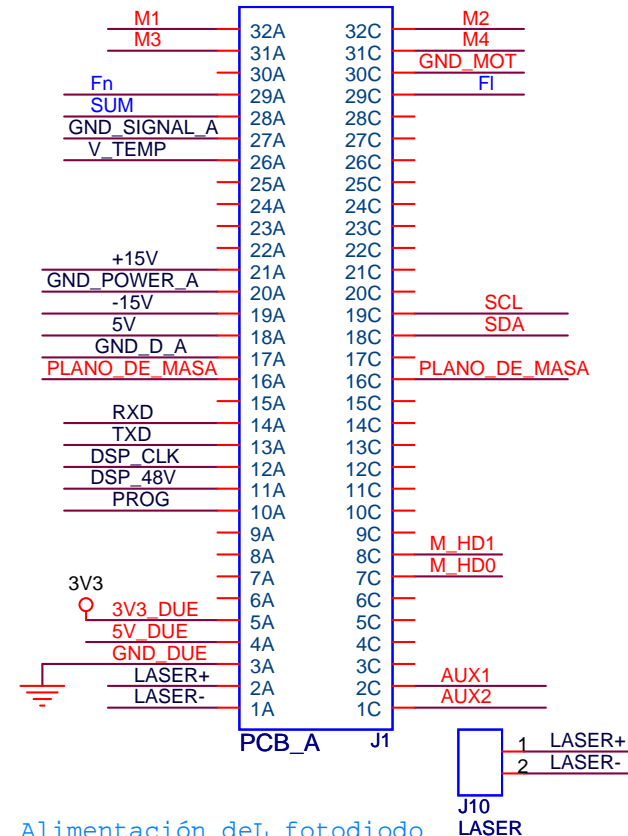 M1 32A 32C M2
M3 31A 31C M4
30A 30C GND_MOT
Fn 29A 29C Fl
SUM 28A 28C
GND_SIGNAL_A 27A 27C
V_TEMP 26A 26C
25A 25C
24A 24C
23A 23C
22A 22C
+15V 21A 21C
GND_POWER_A 20A 20C
-15V 19A 19C SCL
5V 18A 18C SDA
GND_D_A 17A 17C
PLANO_DE_MASA 16A 16C PLANO_DE_MASA
15A 15C
RXD 14A 14C
TXD 13A 13C
DSP_CLK 12A 12C
DSP_48V 11A 11C
PROG 10A 10C
9A 9C
8A 8C M_HD1
7A 7C M_HD0
3V3 6A 6C
3V3_DUE 5A 5C
5V_DUE 4A 4C
GND_DUE 3A 3C
LASER+ 2A 2C AUX1
LASER- 1A 1C AUX2
PCB_A J1
1 LASER+
2 LASER-
J10
LASER
Alimentación deL fotodiodo